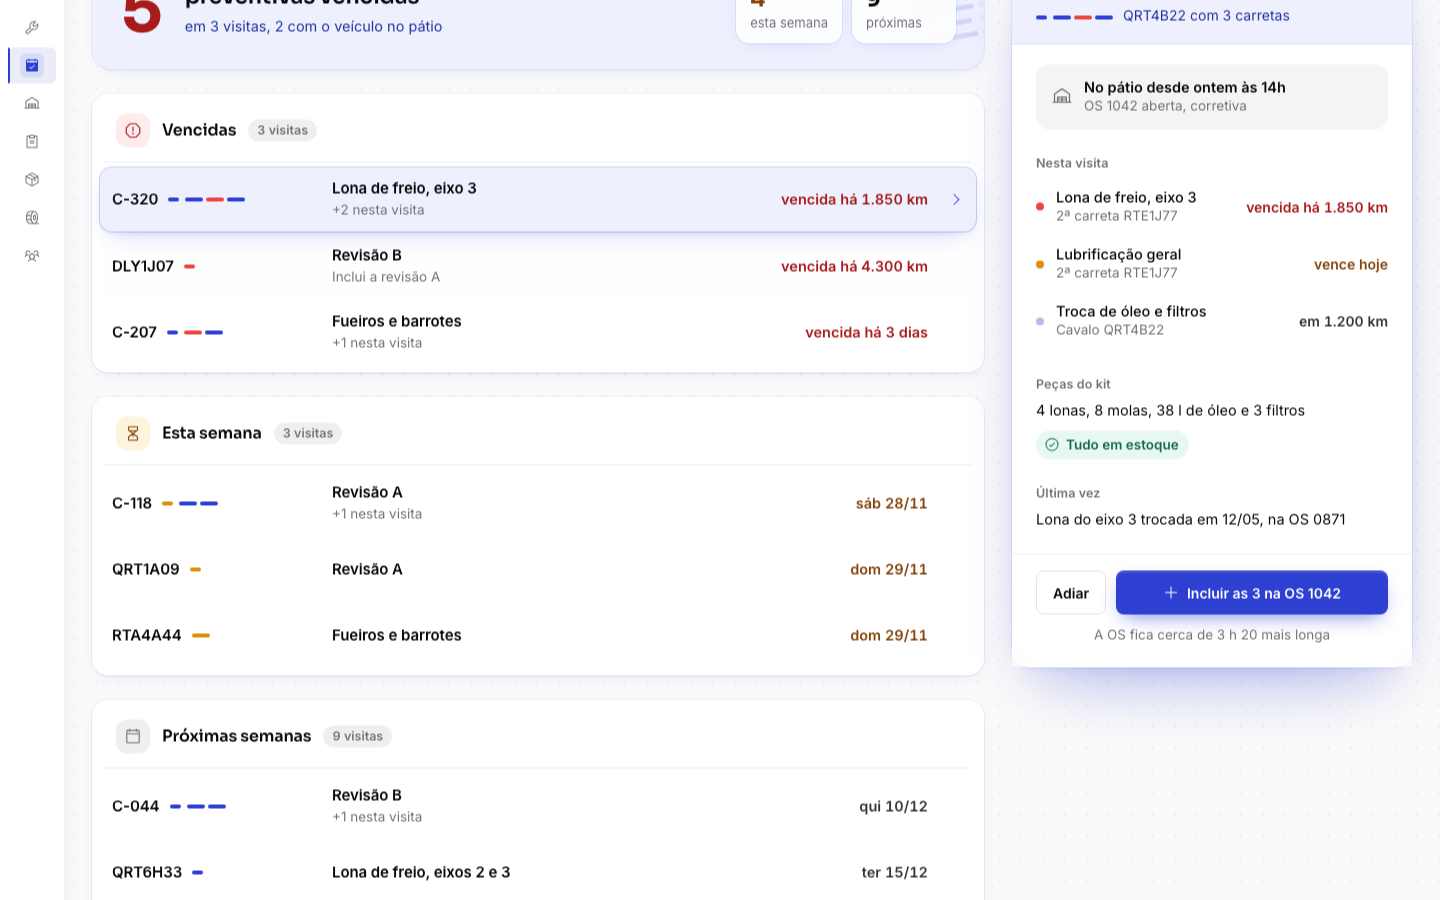 5
preventivas vencidas
em 3 visitas, 2 com o veículo no pátio
esta semana
próximas
Vencidas
3 visitas
C-320
Lona de freio, eixo 3
+2 nesta visita
vencida há 1.850 km
DLY1J07
Revisão B
Inclui a revisão A
vencida há 4.300 km
C-207
Fueiros e barrotes
+1 nesta visita
vencida há 3 dias
Esta semana
3 visitas
C-118
Revisão A
+1 nesta visita
sáb 28/11
QRT1A09
Revisão A
dom 29/11
RTA4A44
Fueiros e barrotes
dom 29/11
Próximas semanas
9 visitas
C-044
Revisão B
+1 nesta visita
qui 10/12
QRT6H33
Lona de freio, eixos 2 e 3
ter 15/12
QRT4B22 com 3 carretas
No pátio desde ontem às 14h
OS 1042 aberta, corretiva
Nesta visita
Lona de freio, eixo 3
2ª carreta RTE1J77
vencida há 1.850 km
Lubrificação geral
2ª carreta RTE1J77
vence hoje
Troca de óleo e filtros
Cavalo QRT4B22
em 1.200 km
Peças do kit
4 lonas, 8 molas, 38 l de óleo e 3 filtros
Tudo em estoque
Última vez
Lona do eixo 3 trocada em 12/05, na OS 0871
Adiar
Incluir as 3 na OS 1042
A OS fica cerca de 3 h 20 mais longa